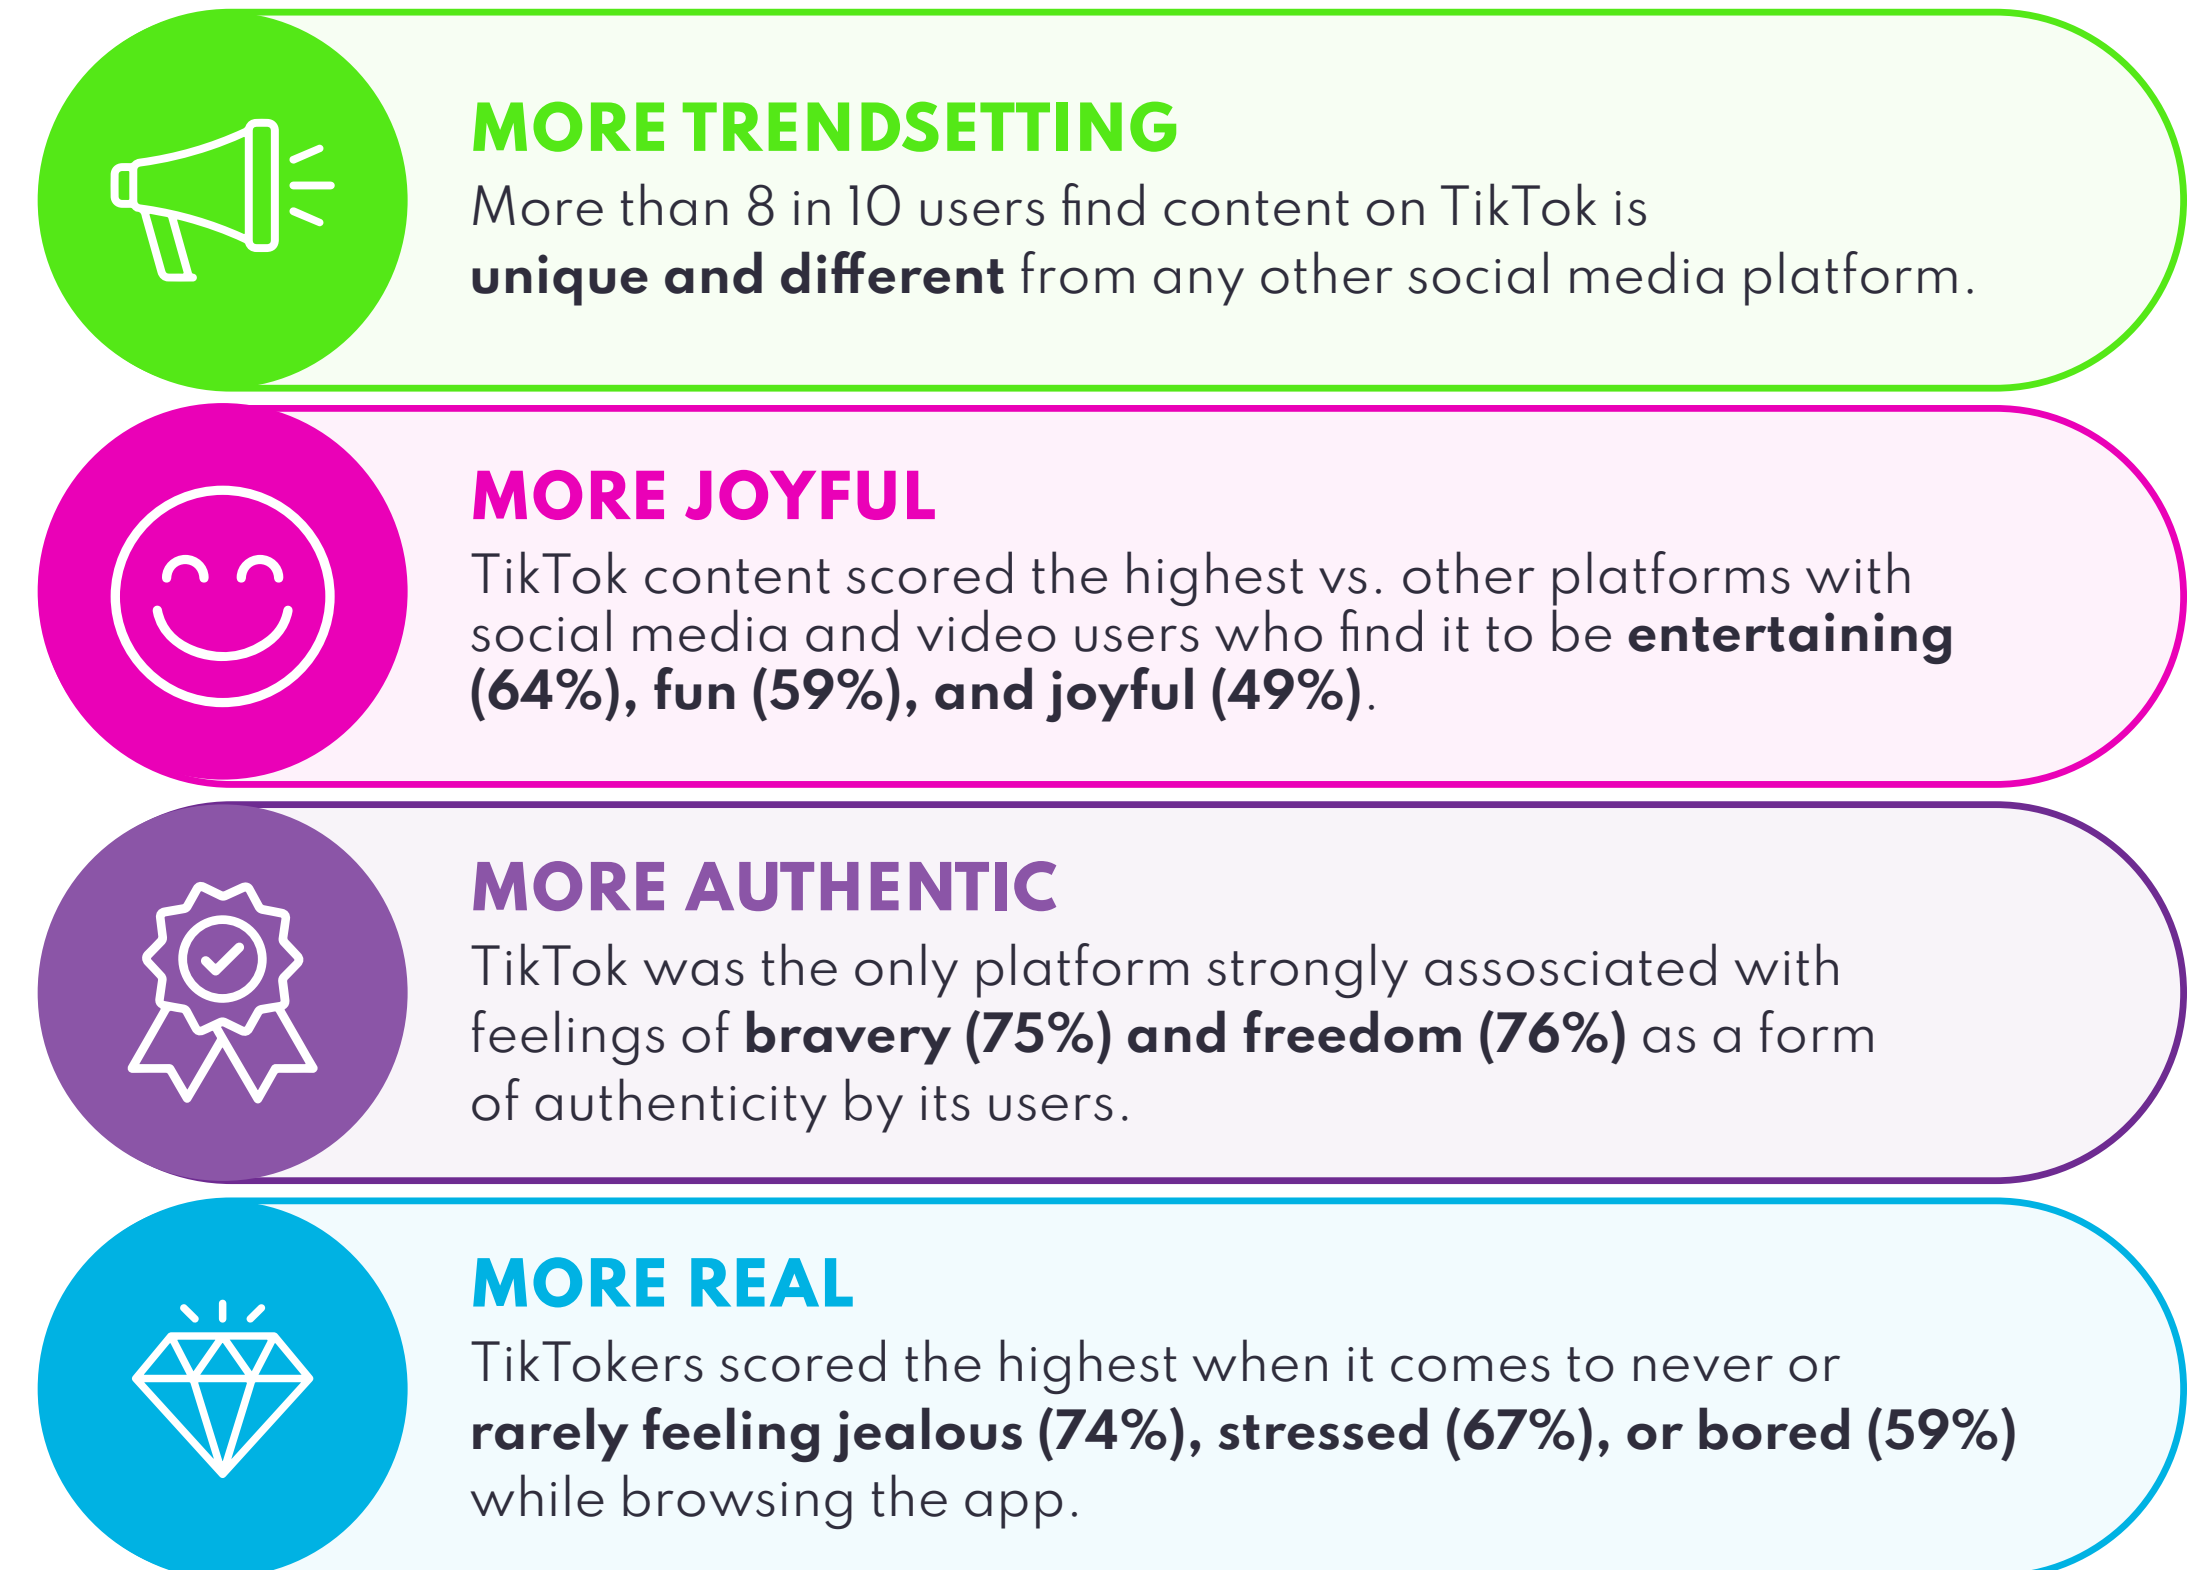 MORE TRENDSETTING
More than 8 in 10 users find content on TikTok is
unique and different from any other social media platform.
MORE JOYFUL
TikTok content scored the highest vs. other platforms with
social media and video users who find it to be entertaining
(64%), fun (59%), and joyful (49%).
MORE AUTHENTIC
TikTok was the only platform strongly assosciated with
feelings of bravery (75%) and freedom (76%) as a form
of authenticity by its users.
MORE REAL
TikTokers scored the highest when it comes to never or
rarely feeling jealous (74%), stressed (67%), or bored (59%)
while browsing the app.